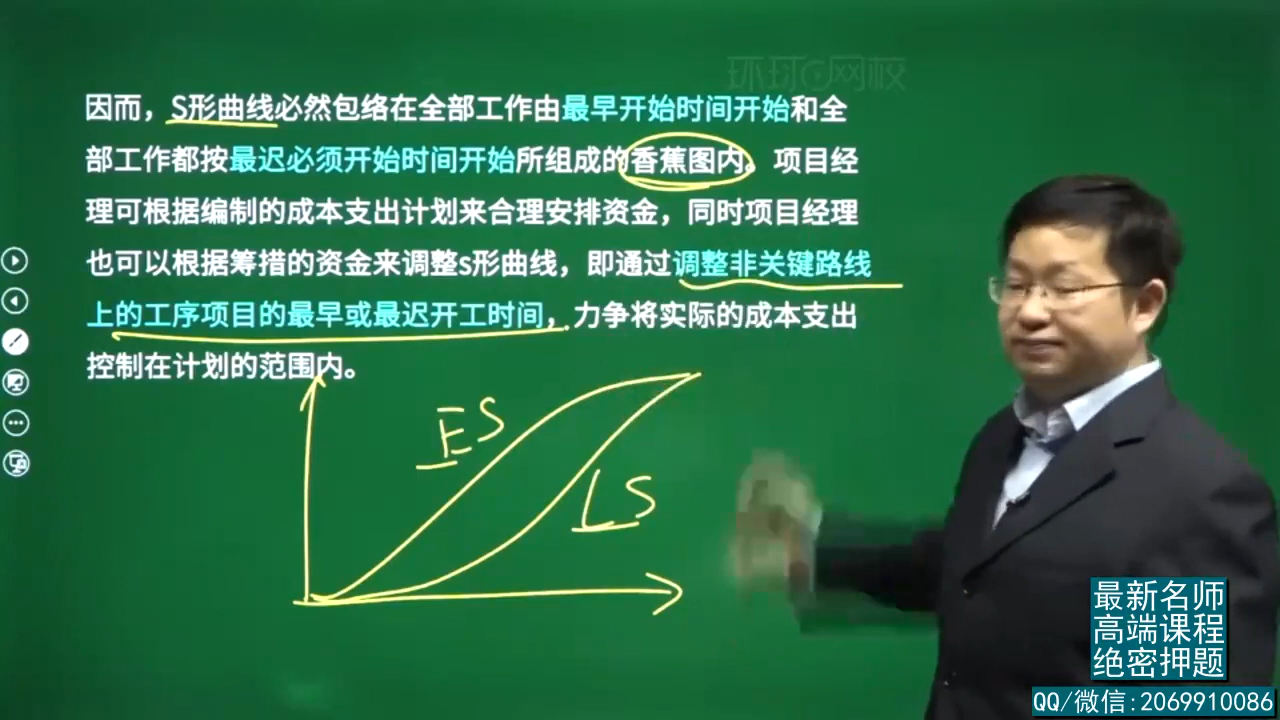 环球网校
因而，S形曲线必然包络在全部工作由最早开始时间开始和全
部工作都按最迟必须开始时间开始所组成的香蕉图内。项目经
理可根据编制的成本支出计划来合理安排资金，同时项目经理
也可以根据筹措的资金来调整s形曲线，即通过调整非关键路线
上的工序项目的最早或最迟开工时间，力争将实际的成本支出
控制在计划的范围内。
ES
LS
最新名师
高端课程
绝密押题
QQ/微信:2069910086